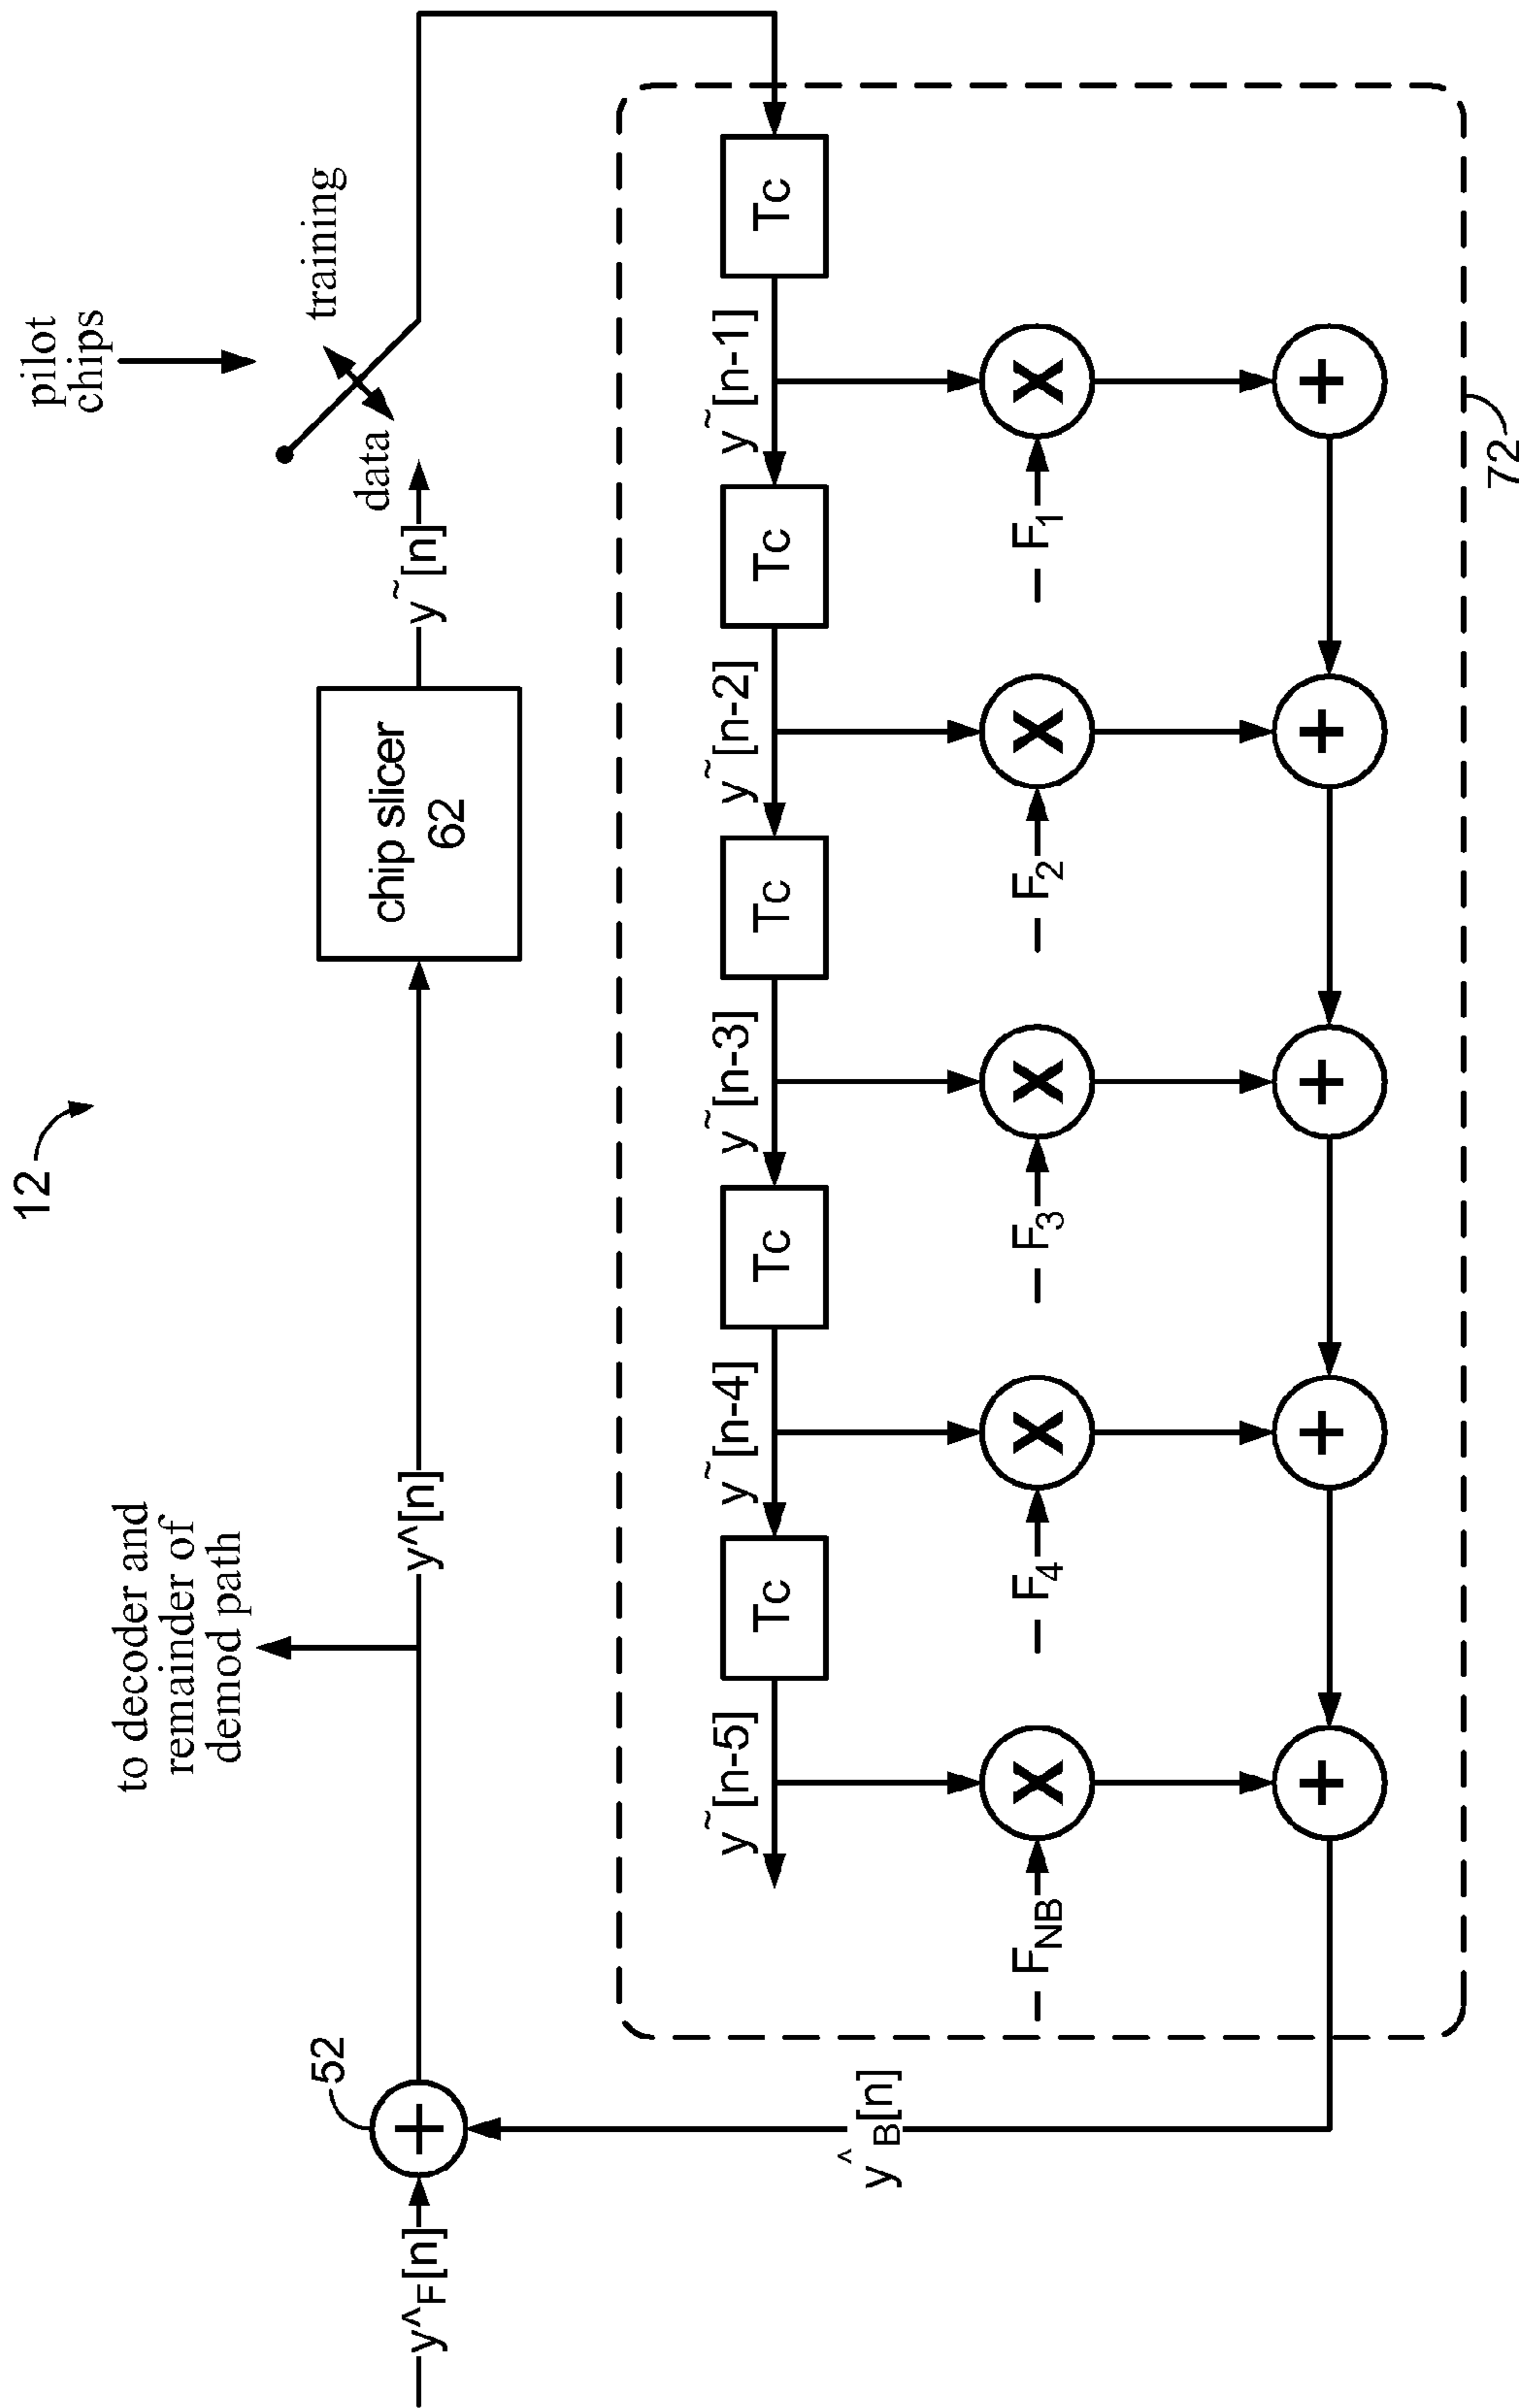 12
pilot
chips
to decoder and
remainder of
demod path
training
data
52
y^F[n]
y^[n]
chip slicer
62
y~[n]
Tc
Tc
Tc
Tc
Tc
y~[n-5]
y~[n-4]
y~[n-3]
y~[n-2]
y~[n-1]
X
X
X
X
X
– FNB
– F4
– F3
– F2
– F1
+
+
+
+
+
+
y^B[n]
72